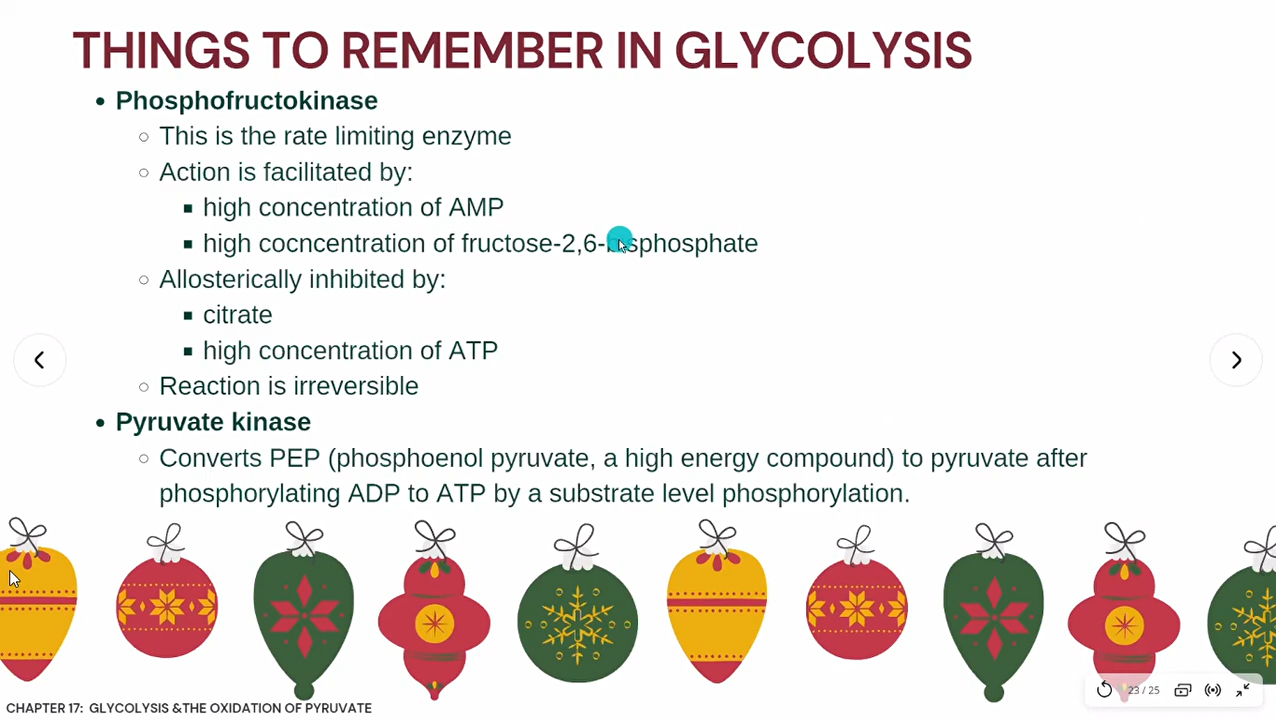 THINGS TO REMEMBER IN GLYCOLYSIS
• Phosphofructokinase
○ This is the rate limiting enzyme
○ Action is facilitated by:
▪ high concentration of AMP
▪ high cocncentration of fructose-2,6-bisphosphate
○ Allosterically inhibited by:
▪ citrate
▪ high concentration of ATP
○ Reaction is irreversible
• Pyruvate kinase
○ Converts PEP (phosphoenol pyruvate, a high energy compound) to pyruvate after
phosphorylating ADP to ATP by a substrate level phosphorylation.
23 / 25
CHAPTER 17: GLYCOLYSIS &THE OXIDATION OF PYRUVATE